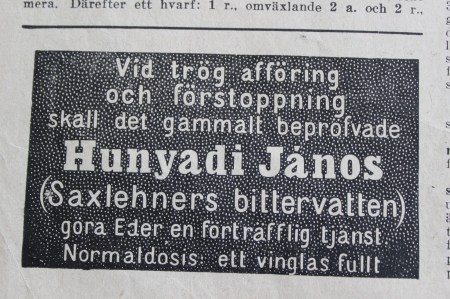 mera. Därefter ett hvarf: 1 r., omväxlande 2 a. och 2 r.,
Vid trög afföring
och förstoppning
skall det gammalt bepröfvade
Hunyadi János
(Saxlehners bittervatten)
göra Eder en förträfflig tjänst.
Normaldosis: ett vinglas fullt